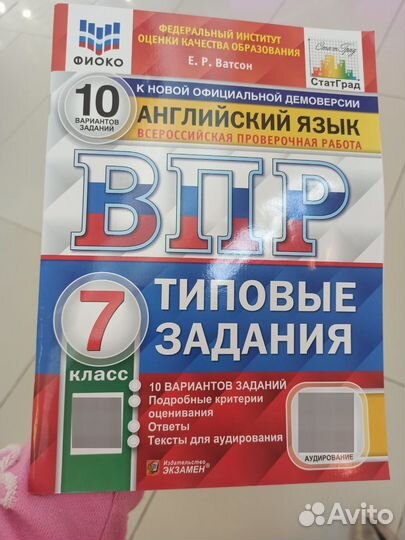 ФИОКО
ФЕДЕРАЛЬНЫЙ ИНСТИТУТ
ОЦЕНКИ КАЧЕСТВА ОБРАЗОВАНИЯ
Е. Р. Ватсон
СтатГрад
10
ВАРИАНТОВ
ЗАДАНИЙ
К НОВОЙ ОФИЦИАЛЬНОЙ ДЕМОВЕРСИИ
АНГЛИЙСКИЙ ЯЗЫК
ВСЕРОССИЙСКАЯ ПРОВЕРОЧНАЯ РАБОТА
ВПР
7
КЛАСС
ТИПОВЫЕ
ЗАДАНИЯ
10 ВАРИАНТОВ ЗАДАНИЙ
Подробные критерии
оценивания
Ответы
Тексты для аудирования
АУДИРОВАНИЕ
Издательство
ЭКЗАМЕН
Avito